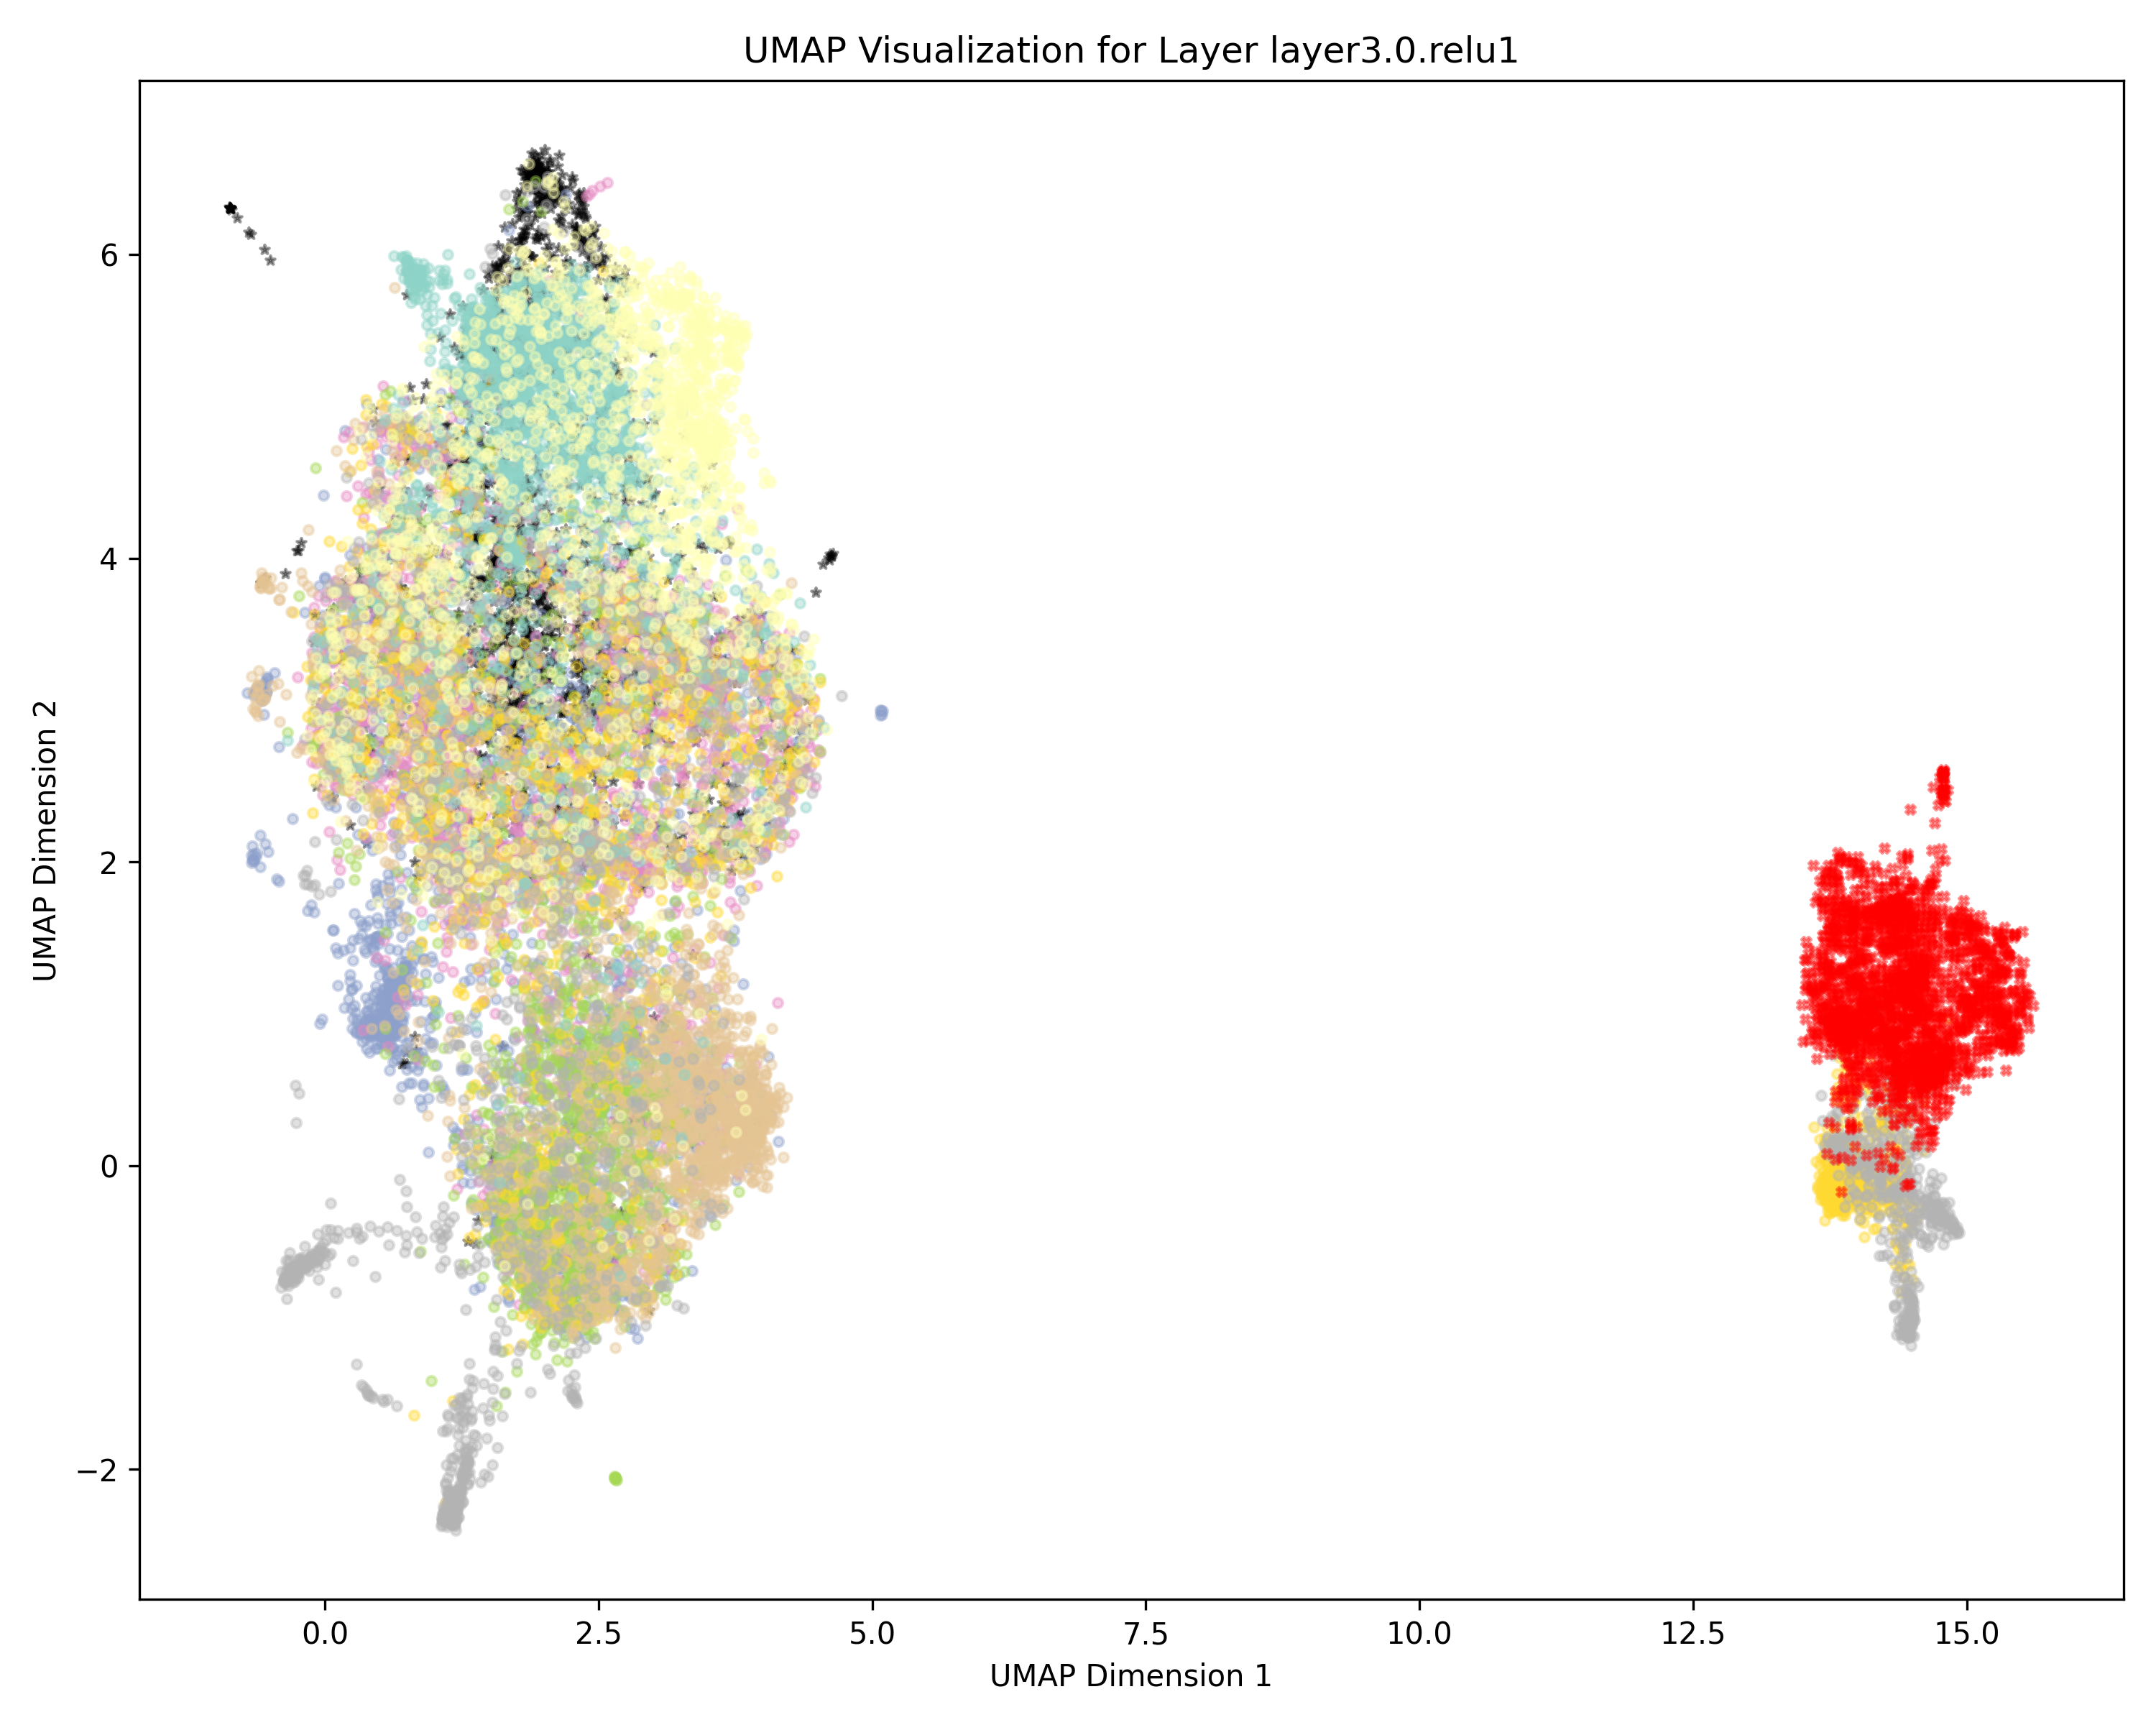 UMAP Visualization for Layer layer3.0.relu1
UMAP Dimension 2
6
4
2
0
−2
0.0 2.5 5.0 7.5 10.0 12.5 15.0
UMAP Dimension 1